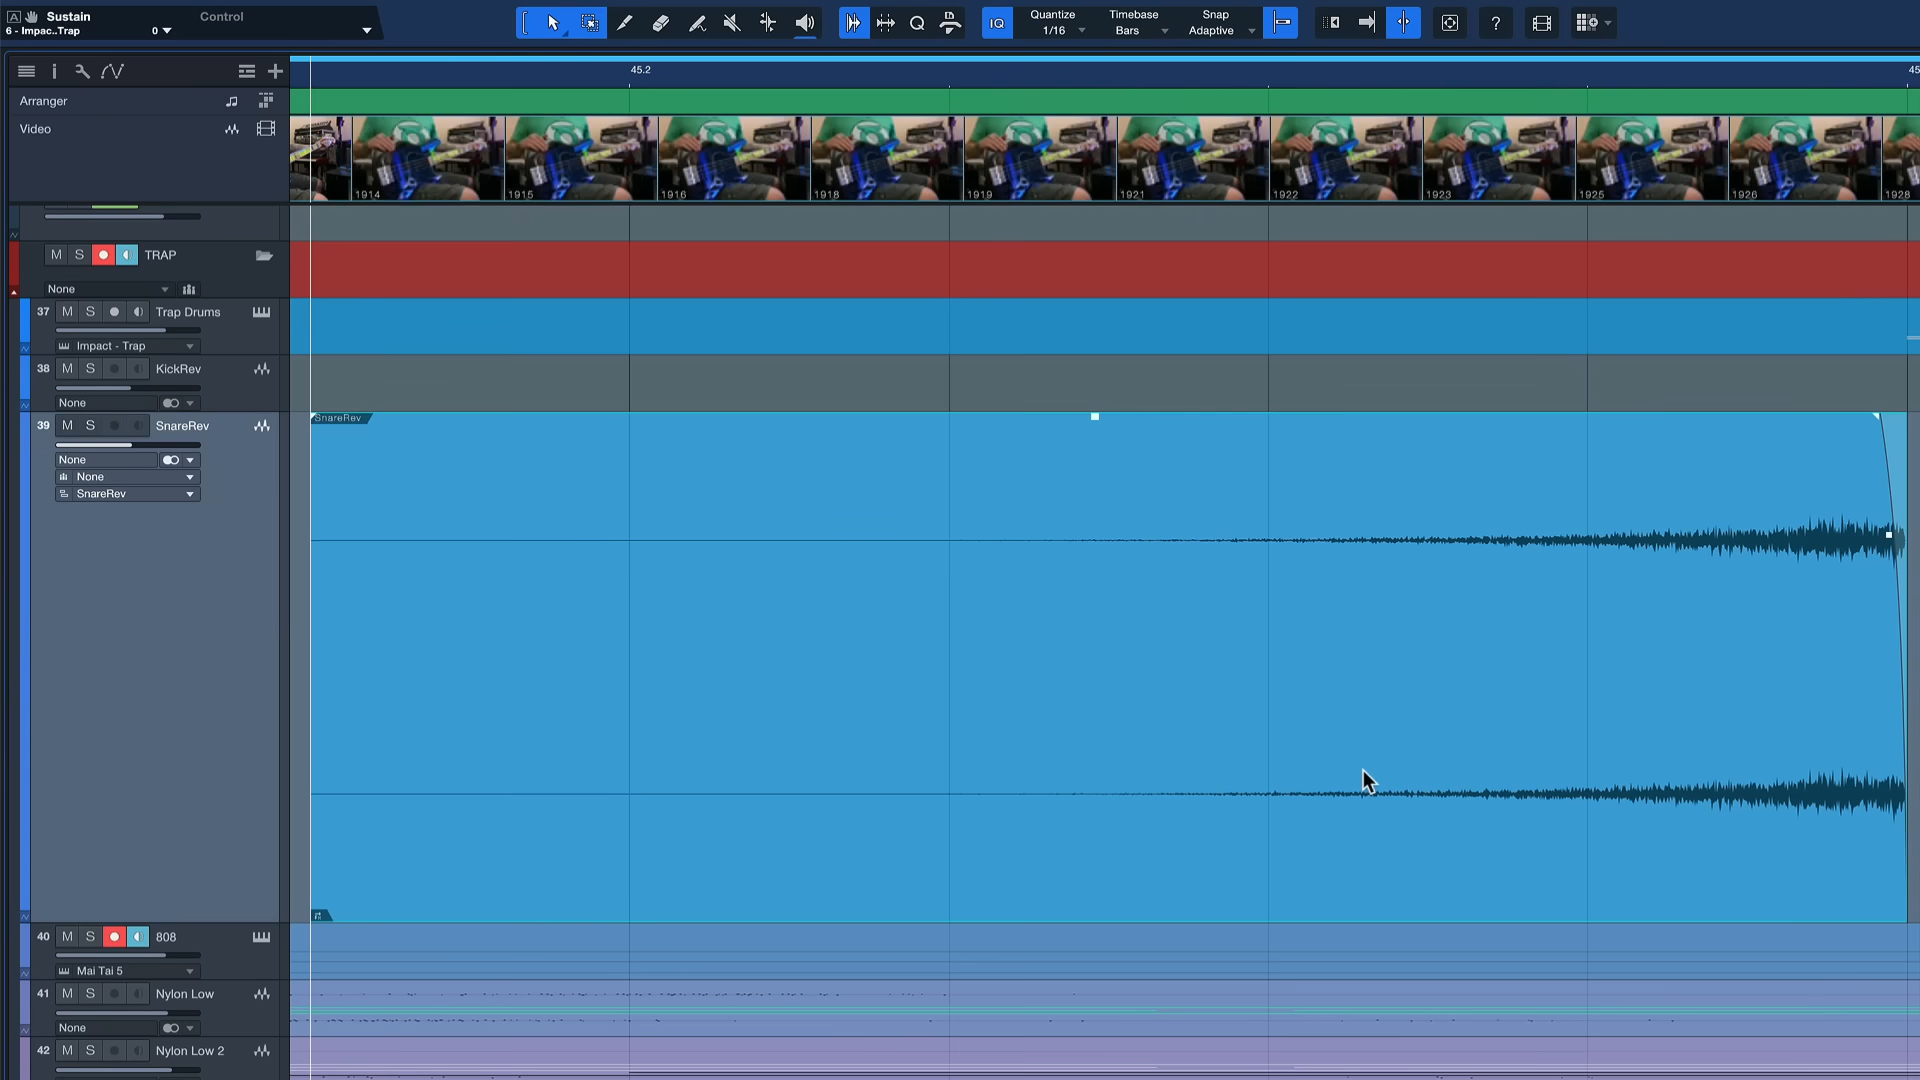 A Sustain
Control
6 - Impac..Trap
0
IQ
Quantize
1/16
Timebase
Bars
Snap
Adaptive
?
i
45.2
45
Arranger
Video
1914
1915
1916
1918
1919
1921
1922
1923
1925
1926
1928
M S TRAP
None
37 M S Trap Drums
Impact - Trap
38 M S KickRev
None
39 M S SnareRev
None
None
SnareRev
SnareRev
40 M S 808
Mai Tai 5
41 M S Nylon Low
None
42 M S Nylon Low 2